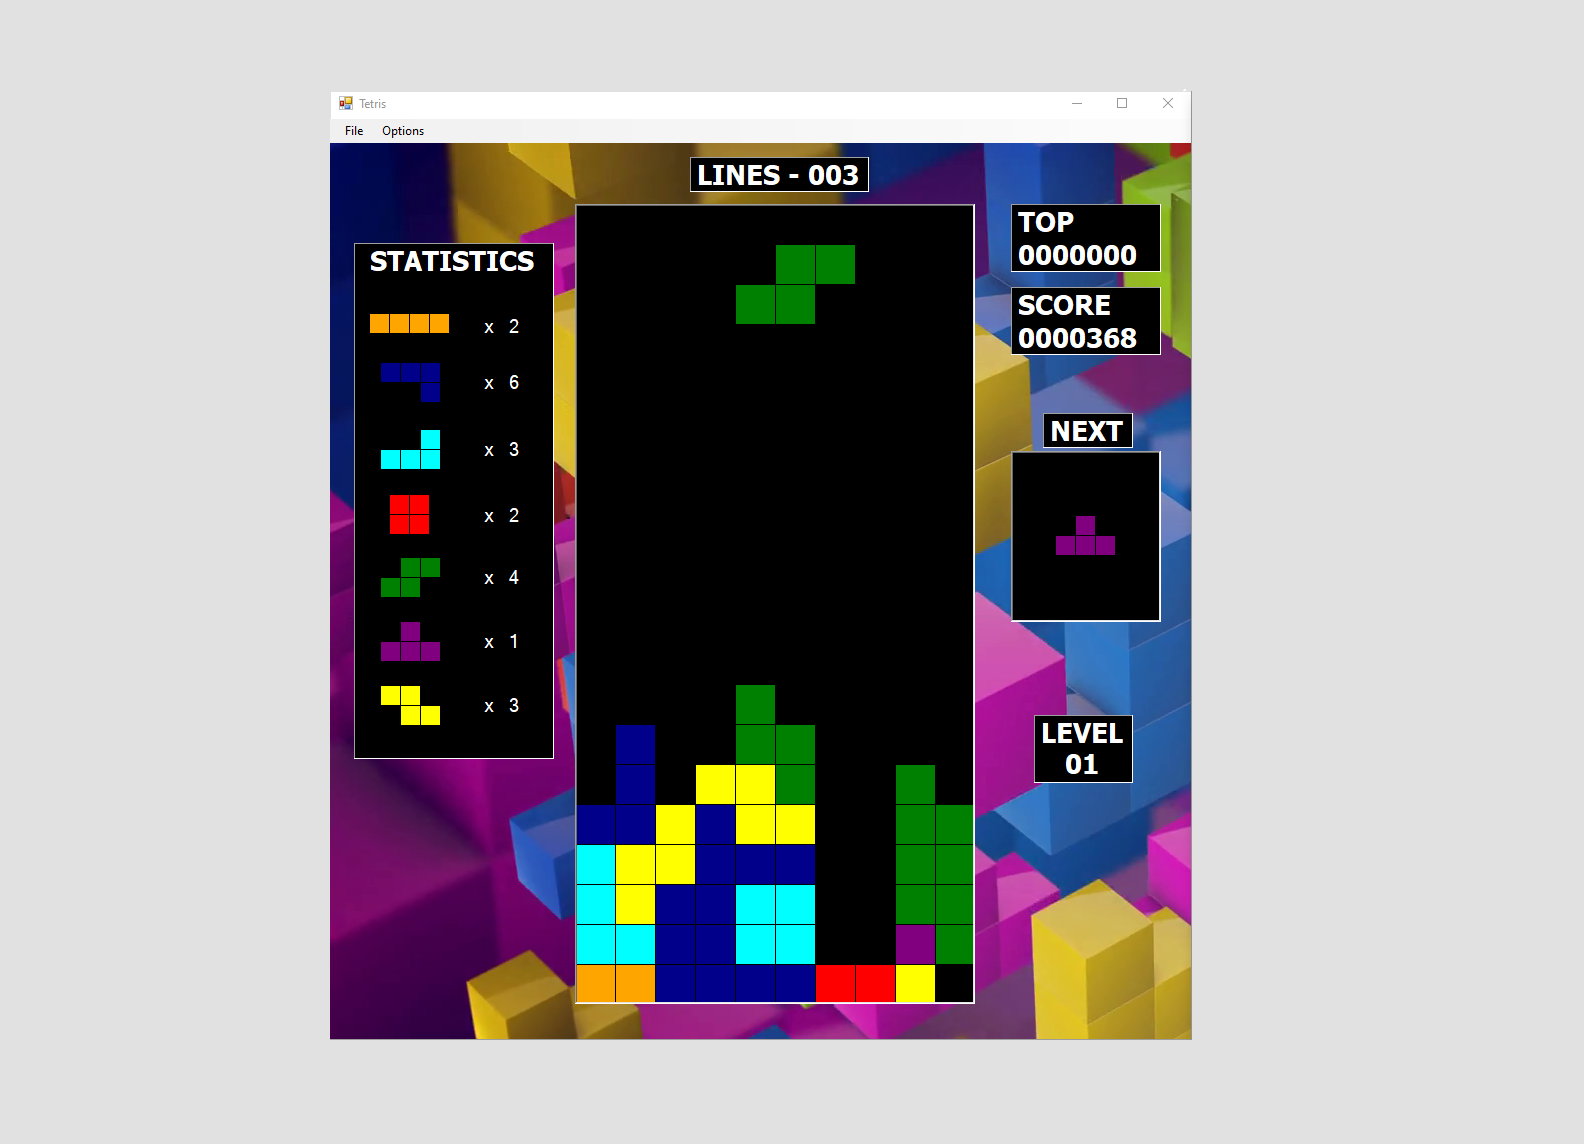 Tetris
File Options
LINES - 003
STATISTICS
x 2
x 6
x 3
x 2
x 4
x 1
x 3
TOP
0000000
SCORE
0000368
NEXT
LEVEL
01